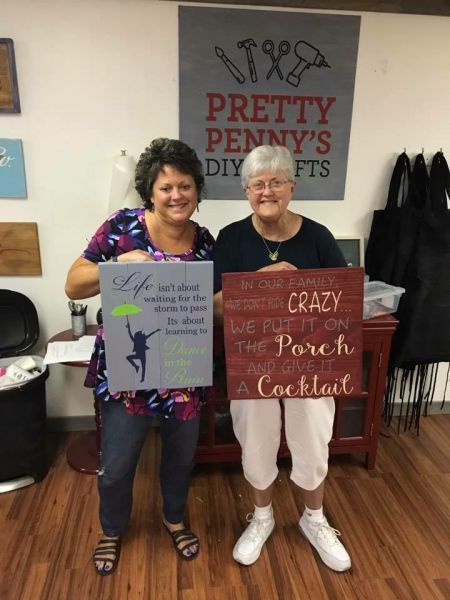 PRETTY
PENNY'S
DIY FTS
Life isn't about
waiting for the
storm to pass
Its about
learning to
Dance
in the
Rain
IN OUR FAMILY
WE DON'T HIDE CRAZY...
WE PUT IT ON
THE Porch
AND GIVE IT
A Cocktail